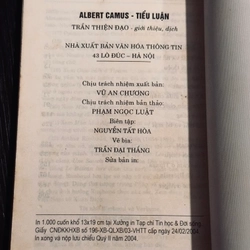 ALBERT CAMUS - TIỂU LUẬN
TRẦN THIỆN ĐẠO - giới thiệu, dịch
NHÀ XUẤT BẢN VĂN HÓA THÔNG TIN
43 LÒ ĐÚC - HÀ NỘI
Chịu trách nhiệm xuất bản:
VŨ AN CHƯƠNG
Chịu trách nhiệm bản thảo:
PHẠM NGỌC LUẬT
Biên tập:
NGUYỄN TẤT HÒA
Vẽ bìa:
TRẦN ĐẠI THẮNG
Sửa bản in:
In 1.000 cuốn khổ 13x19 cm tại Xưởng in Tạp chí Tin học & Đời sống
Giấy CNĐKKHXB số 196-XB-QLXB/03-VHTT cấp ngày 24/02/2004
In xong và nộp lưu chiểu Quý II năm 2004.